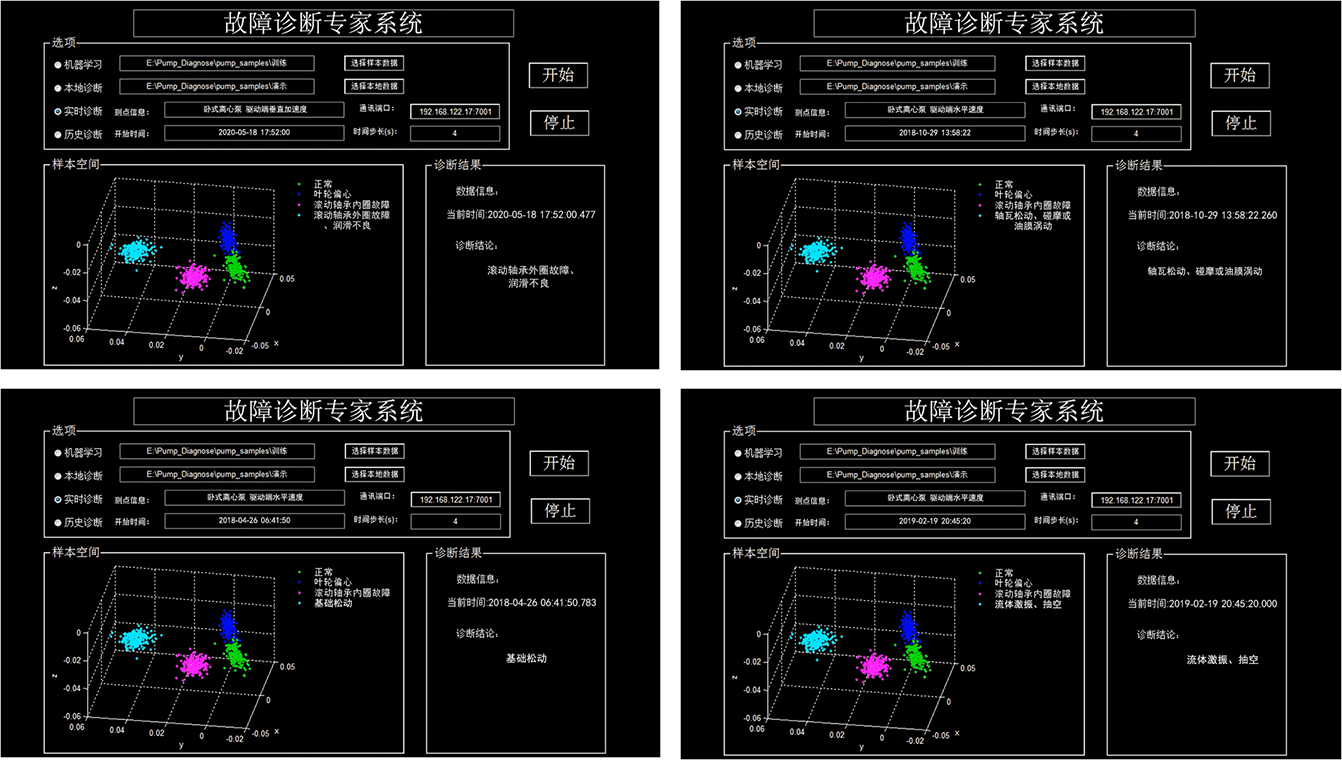 故障诊断专家系统
选项
机器学习 E:\Pump_Diagnose\pump_samples\训练 选择样本数据
本地诊断 E:\Pump_Diagnose\pump_samples\演示 选择本地数据
实时诊断 测点信息: 卧式离心泵 驱动端垂直加速度 通讯端口: 192.168.122.17:7001
历史诊断 开始时间: 2020-05-18 17:52:00 时间步长(s): 4
开始
停止
样本空间
正常
叶轮偏心
滚动轴承内圈故障
滚动轴承外圈故障
、润滑不良
0
-0.02
-0.04
-0.06
z
0.06
0.04
0.02
0
-0.02
y
0.05
0
-0.05
x
诊断结果
数据信息:
当前时间:2020-05-18 17:52:00.477
诊断结论:
滚动轴承外圈故障、
润滑不良
故障诊断专家系统
选项
机器学习 E:\Pump_Diagnose\pump_samples\训练 选择样本数据
本地诊断 E:\Pump_Diagnose\pump_samples\演示 选择本地数据
实时诊断 测点信息: 卧式离心泵 驱动端水平速度 通讯端口: 192.168.122.17:7001
历史诊断 开始时间: 2018-10-29 13:58:22 时间步长(s): 4
开始
停止
样本空间
正常
叶轮偏心
滚动轴承内圈故障
轴瓦松动、碰摩或
油膜涡动
0
-0.02
-0.04
-0.06
z
0.06
0.04
0.02
0
-0.02
y
0.05
0
-0.05
x
诊断结果
数据信息:
当前时间:2018-10-29 13:58:22.260
诊断结论:
轴瓦松动、碰摩或油膜涡动
故障诊断专家系统
选项
机器学习 E:\Pump_Diagnose\pump_samples\训练 选择样本数据
本地诊断 E:\Pump_Diagnose\pump_samples\演示 选择本地数据
实时诊断 测点信息: 卧式离心泵 驱动端水平速度 通讯端口: 192.168.122.17:7001
历史诊断 开始时间: 2018-04-26 06:41:50 时间步长(s): 4
开始
停止
样本空间
正常
叶轮偏心
滚动轴承内圈故障
基础松动
0
-0.02
-0.04
-0.06
z
0.06
0.04
0.02
0
-0.02
y
0.05
0
-0.05
x
诊断结果
数据信息:
当前时间:2018-04-26 06:41:50.783
诊断结论:
基础松动
故障诊断专家系统
选项
机器学习 E:\Pump_Diagnose\pump_samples\训练 选择样本数据
本地诊断 E:\Pump_Diagnose\pump_samples\演示 选择本地数据
实时诊断 测点信息: 卧式离心泵 驱动端水平速度 通讯端口: 192.168.122.17:7001
历史诊断 开始时间: 2019-02-19 20:45:20 时间步长(s): 4
开始
停止
样本空间
正常
叶轮偏心
滚动轴承内圈故障
流体激振、抽空
0
-0.02
-0.04
-0.06
z
0.06
0.04
0.02
0
-0.02
y
0.05
0
-0.05
x
诊断结果
数据信息:
当前时间:2019-02-19 20:45:20.000
诊断结论:
流体激振、抽空